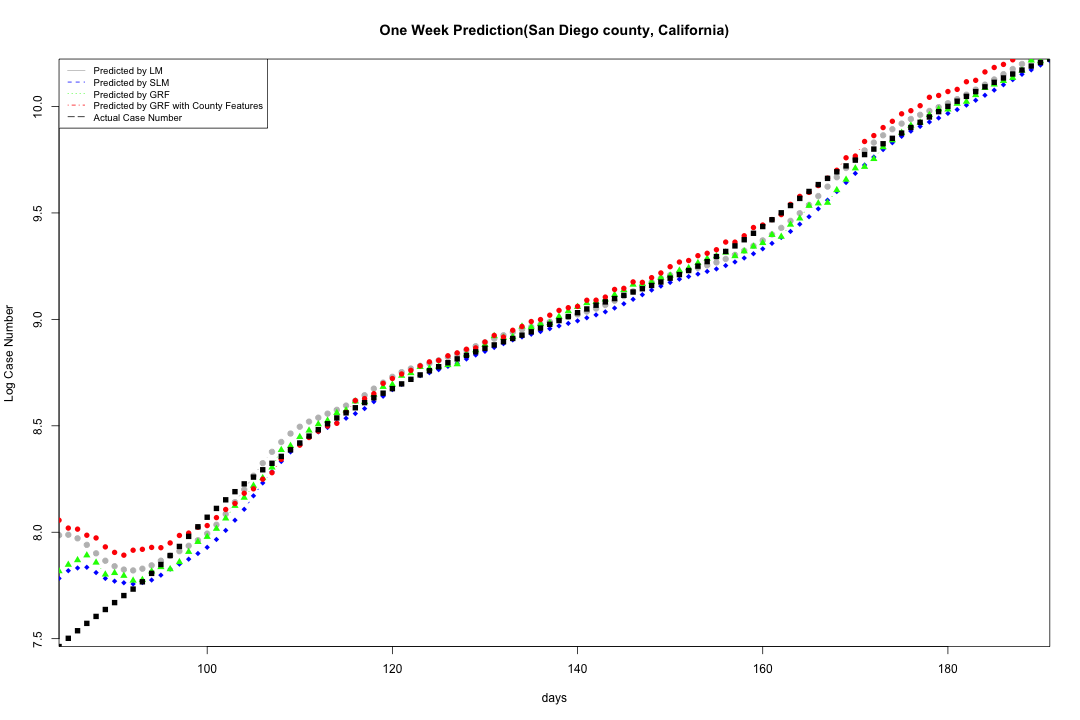 One Week Prediction(San Diego county, California)
Predicted by LM
Predicted by SLM
Predicted by GRF
Predicted by GRF with County Features
Actual Case Number
Log Case Number
10.0
9.5
9.0
8.5
8.0
7.5
100 120 140 160 180
days